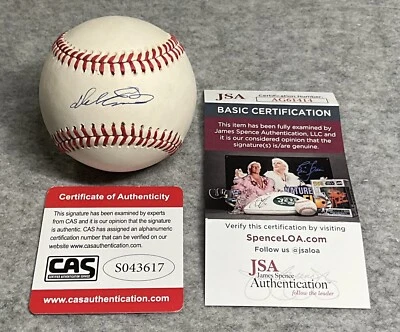 JSA
Certification Number
AG61414
BASIC CERTIFICATION
This item has been fully examined by
James Spence Authentication, LLC and
it is our considered opinion that the
signature(s) is/are genuine.
NATURE
Verify this certification by visiting
SpenceLOA.com
Follow us @jsaloa
JSA
James Spence
Authentication
follow the leader
Certificate of Authenticity
This signature has been examined by experts
from CAS and it is our opinion that the signature
is authentic. CAS has assigned an alphanumeric
certification number that can be verified on our
website www.casauthentication.com.
CAS
S043617
www.casauthentication.com